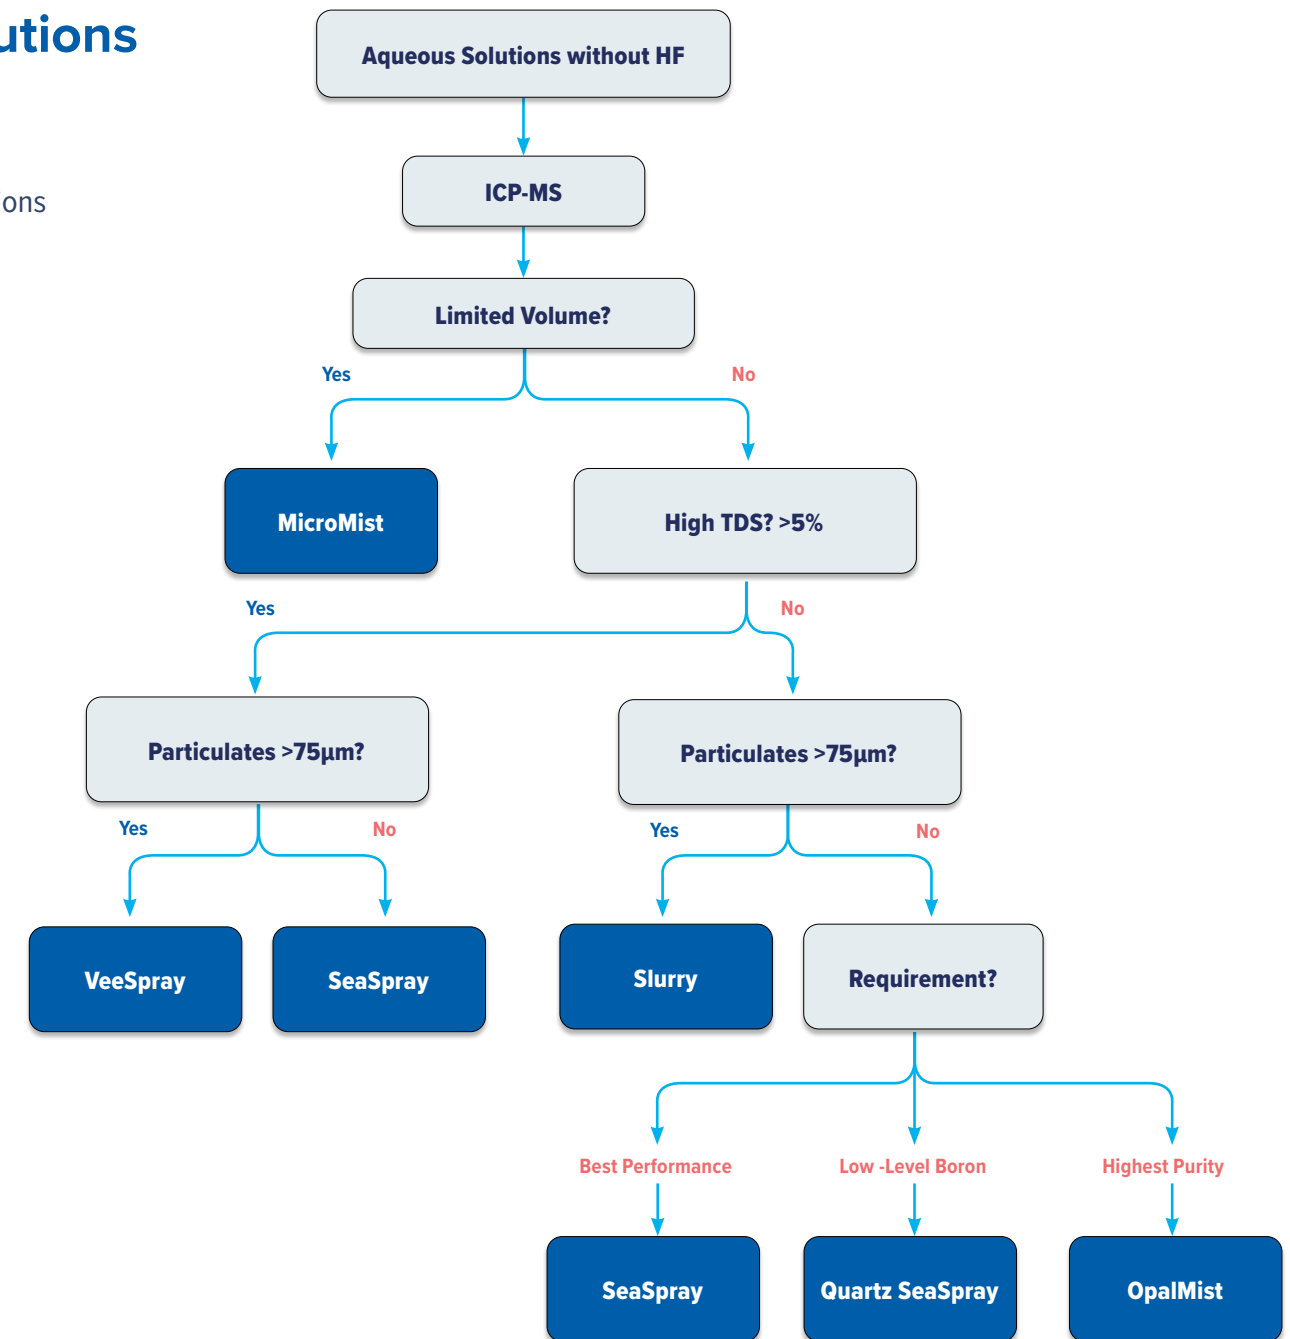 utions
Aqueous Solutions without HF
ions
ICP-MS
Limited Volume?
Yes
No
MicroMist
High TDS? >5%
Yes
No
Particulates >75µm?
Particulates >75µm?
Yes
No
Yes
No
VeeSpray
SeaSpray
Slurry
Requirement?
Best Performance
Low -Level Boron
Highest Purity
SeaSpray
Quartz SeaSpray
OpalMist